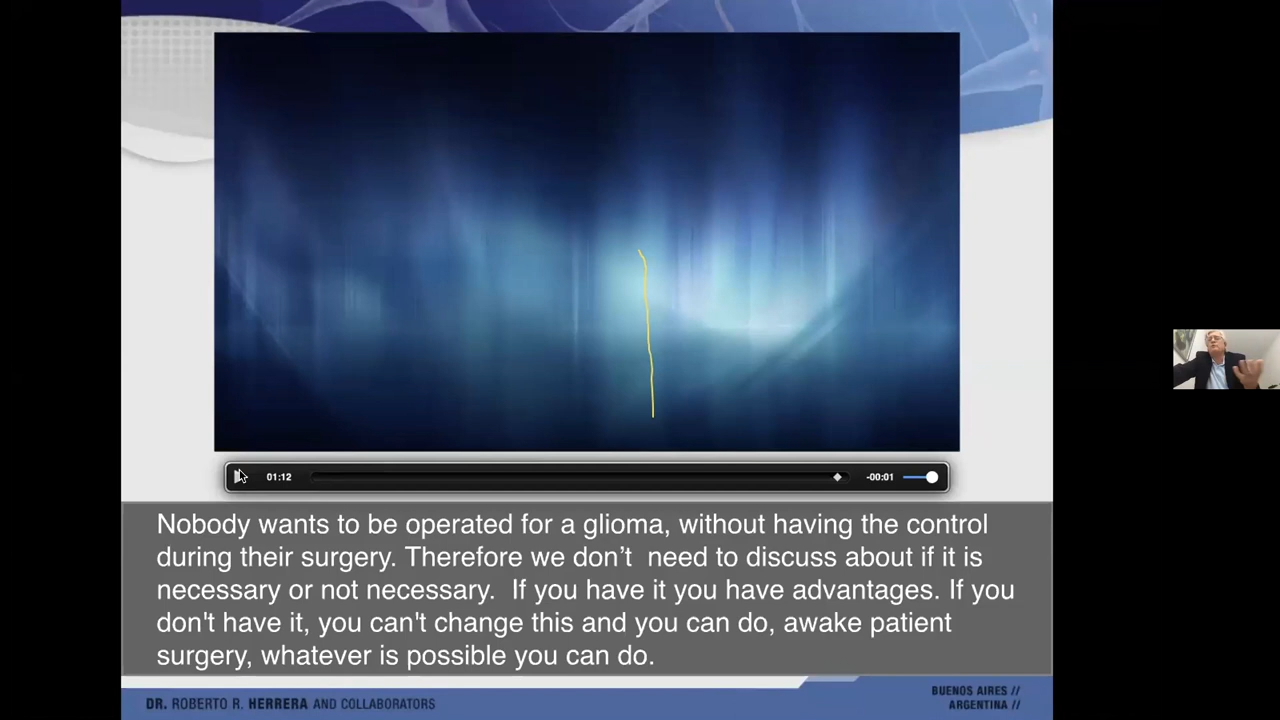 01:12
-00:01
Nobody wants to be operated for a glioma, without having the control
during their surgery. Therefore we don’t  need to discuss about if it is
necessary or not necessary.  If you have it you have advantages. If you
don't have it, you can't change this and you can do, awake patient
surgery, whatever is possible you can do.
DR. ROBERTO R. HERRERA AND COLLABORATORS
BUENOS AIRES //
ARGENTINA //